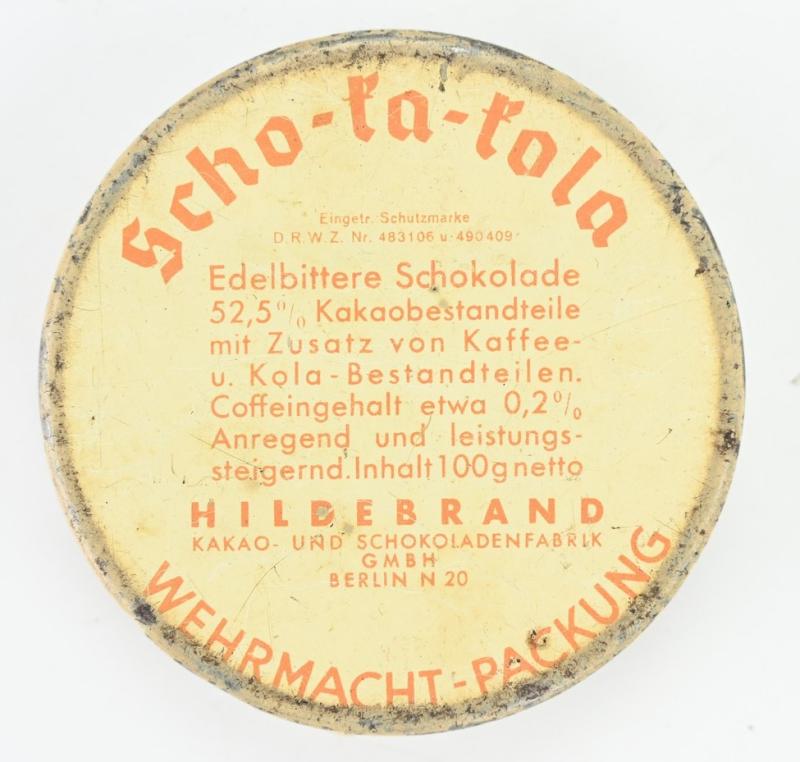 Scho-ka-kola
Eingetr. Schutzmarke
D.R.W.Z. Nr. 483106 u. 490409
Edelbittere Schokolade
52,5% Kakaobestandteile
mit Zusatz von Kaffee-
u. Kola-Bestandteilen.
Coffeingehalt etwa 0,2%
Anregend und leistungs-
steigernd. Inhalt 100g netto
HILDEBRAND
KAKAO- UND SCHOKOLADENFABRIK
GMBH
BERLIN N 20
WEHRMACHT-PACKUNG